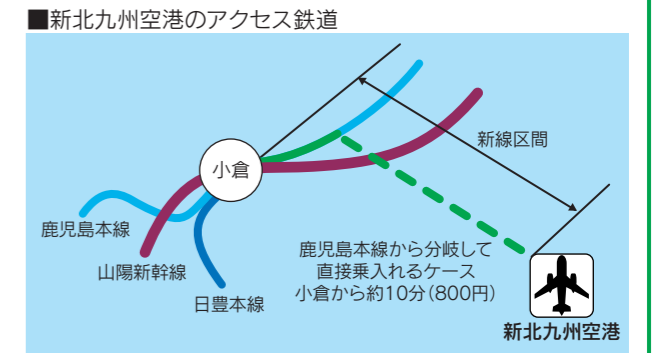 ■新北九州空港のアクセス鉄道
小倉
新線区間
鹿児島本線
山陽新幹線
日豊本線
鹿児島本線から分岐して
直接乗入れるケース
小倉から約10分(800円)
新北九州空港